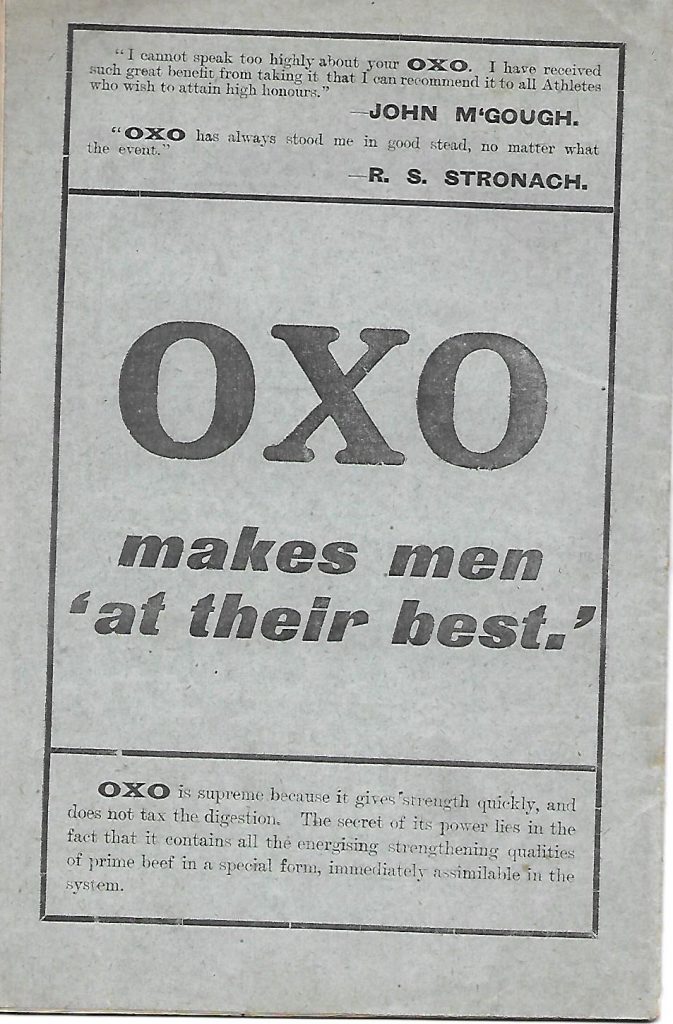 "I cannot speak too highly about your OXO. I have received
such great benefit from taking it that I can recommend it to all Athletes
who wish to attain high honours."
—JOHN M'GOUGH.
"OXO has always stood me in good stead, no matter what
the event."
—R. S. STRONACH.
OXO
makes men
'at their best.'
OXO is supreme because it gives strength quickly, and
does not tax the digestion. The secret of its power lies in the
fact that it contains all the energising strengthening qualities
of prime beef in a special form, immediately assimilable in the
system.